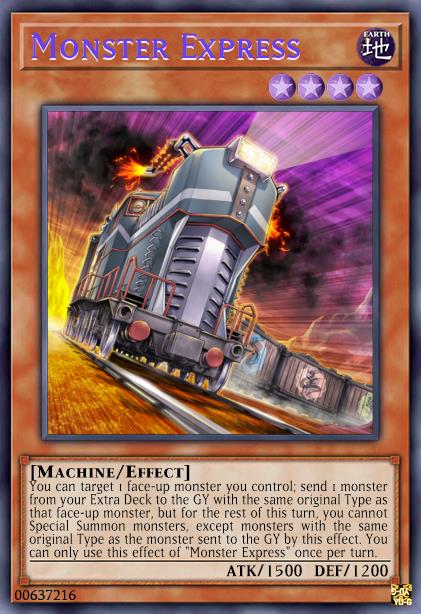 Monster Express
EARTH
地
[Machine/Effect]
You can target 1 face-up monster you control; send 1 monster
from your Extra Deck to the GY with the same original Type as
that face-up monster, but for the rest of this turn, you cannot
Special Summon monsters, except monsters with the same
original Type as the monster sent to the GY by this effect. You
can only use this effect of "Monster Express" once per turn.
ATK/1500 DEF/1200
00637216